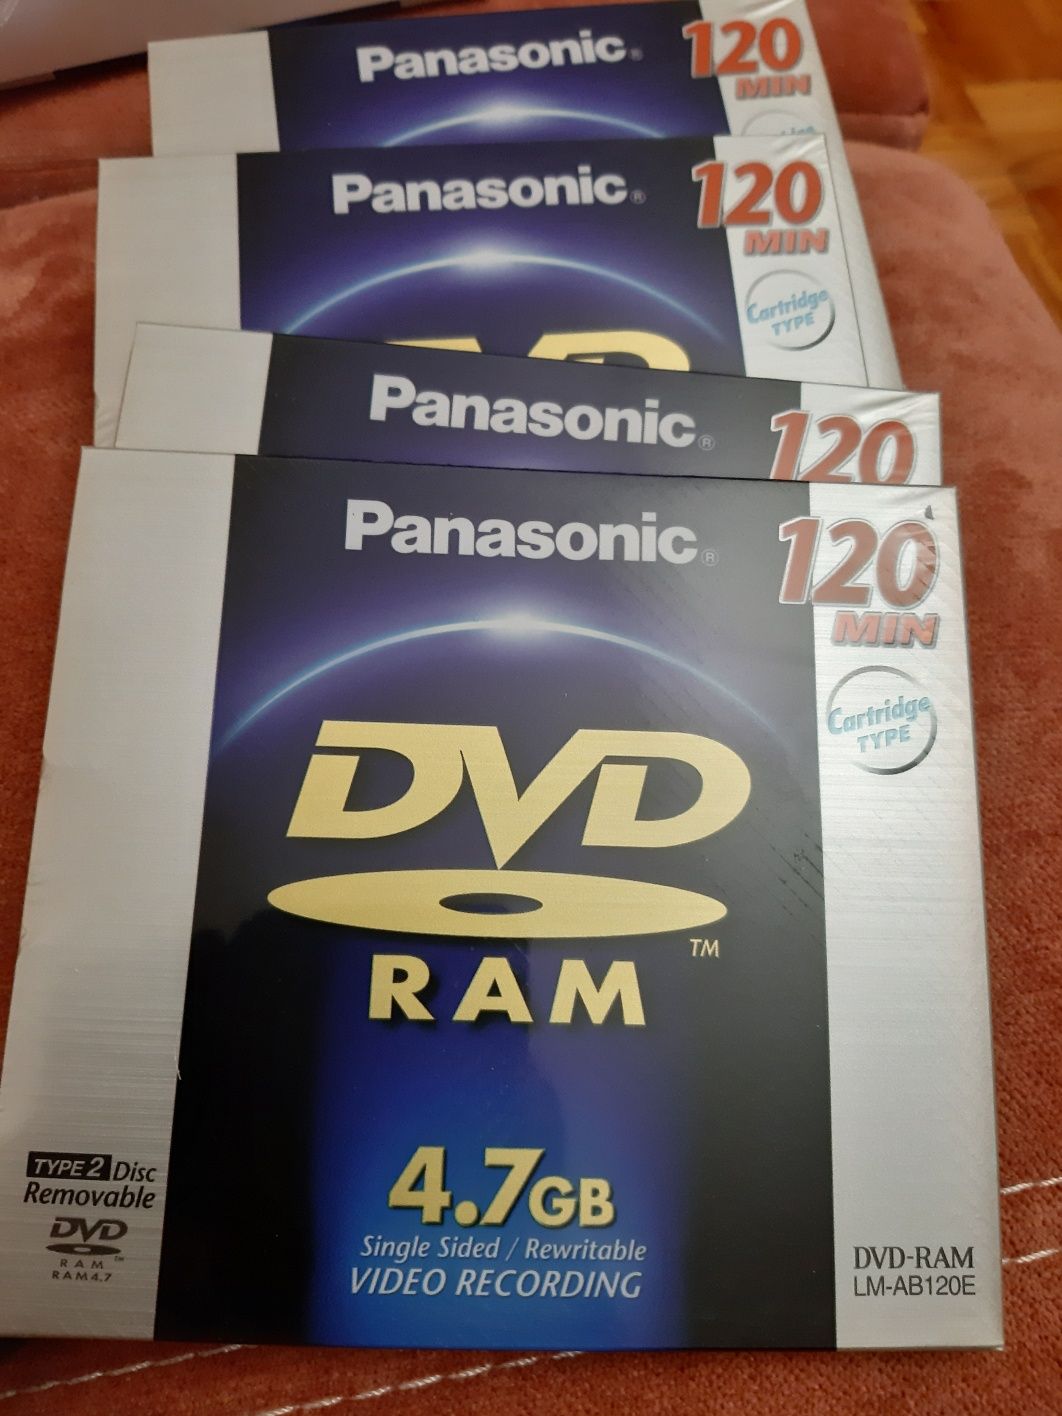 Panasonic®
120
MIN
Panasonic®
120
MIN
Cartridge
TYPE
Panasonic®
120
Panasonic®
120
MIN
Cartridge
TYPE
DVD
TM
RAM
4.7GB
Single Sided / Rewritable
VIDEO RECORDING
TYPE 2 Disc
Removable
DVD
RAM
RAM4.7
DVD-RAM
LM-AB120E